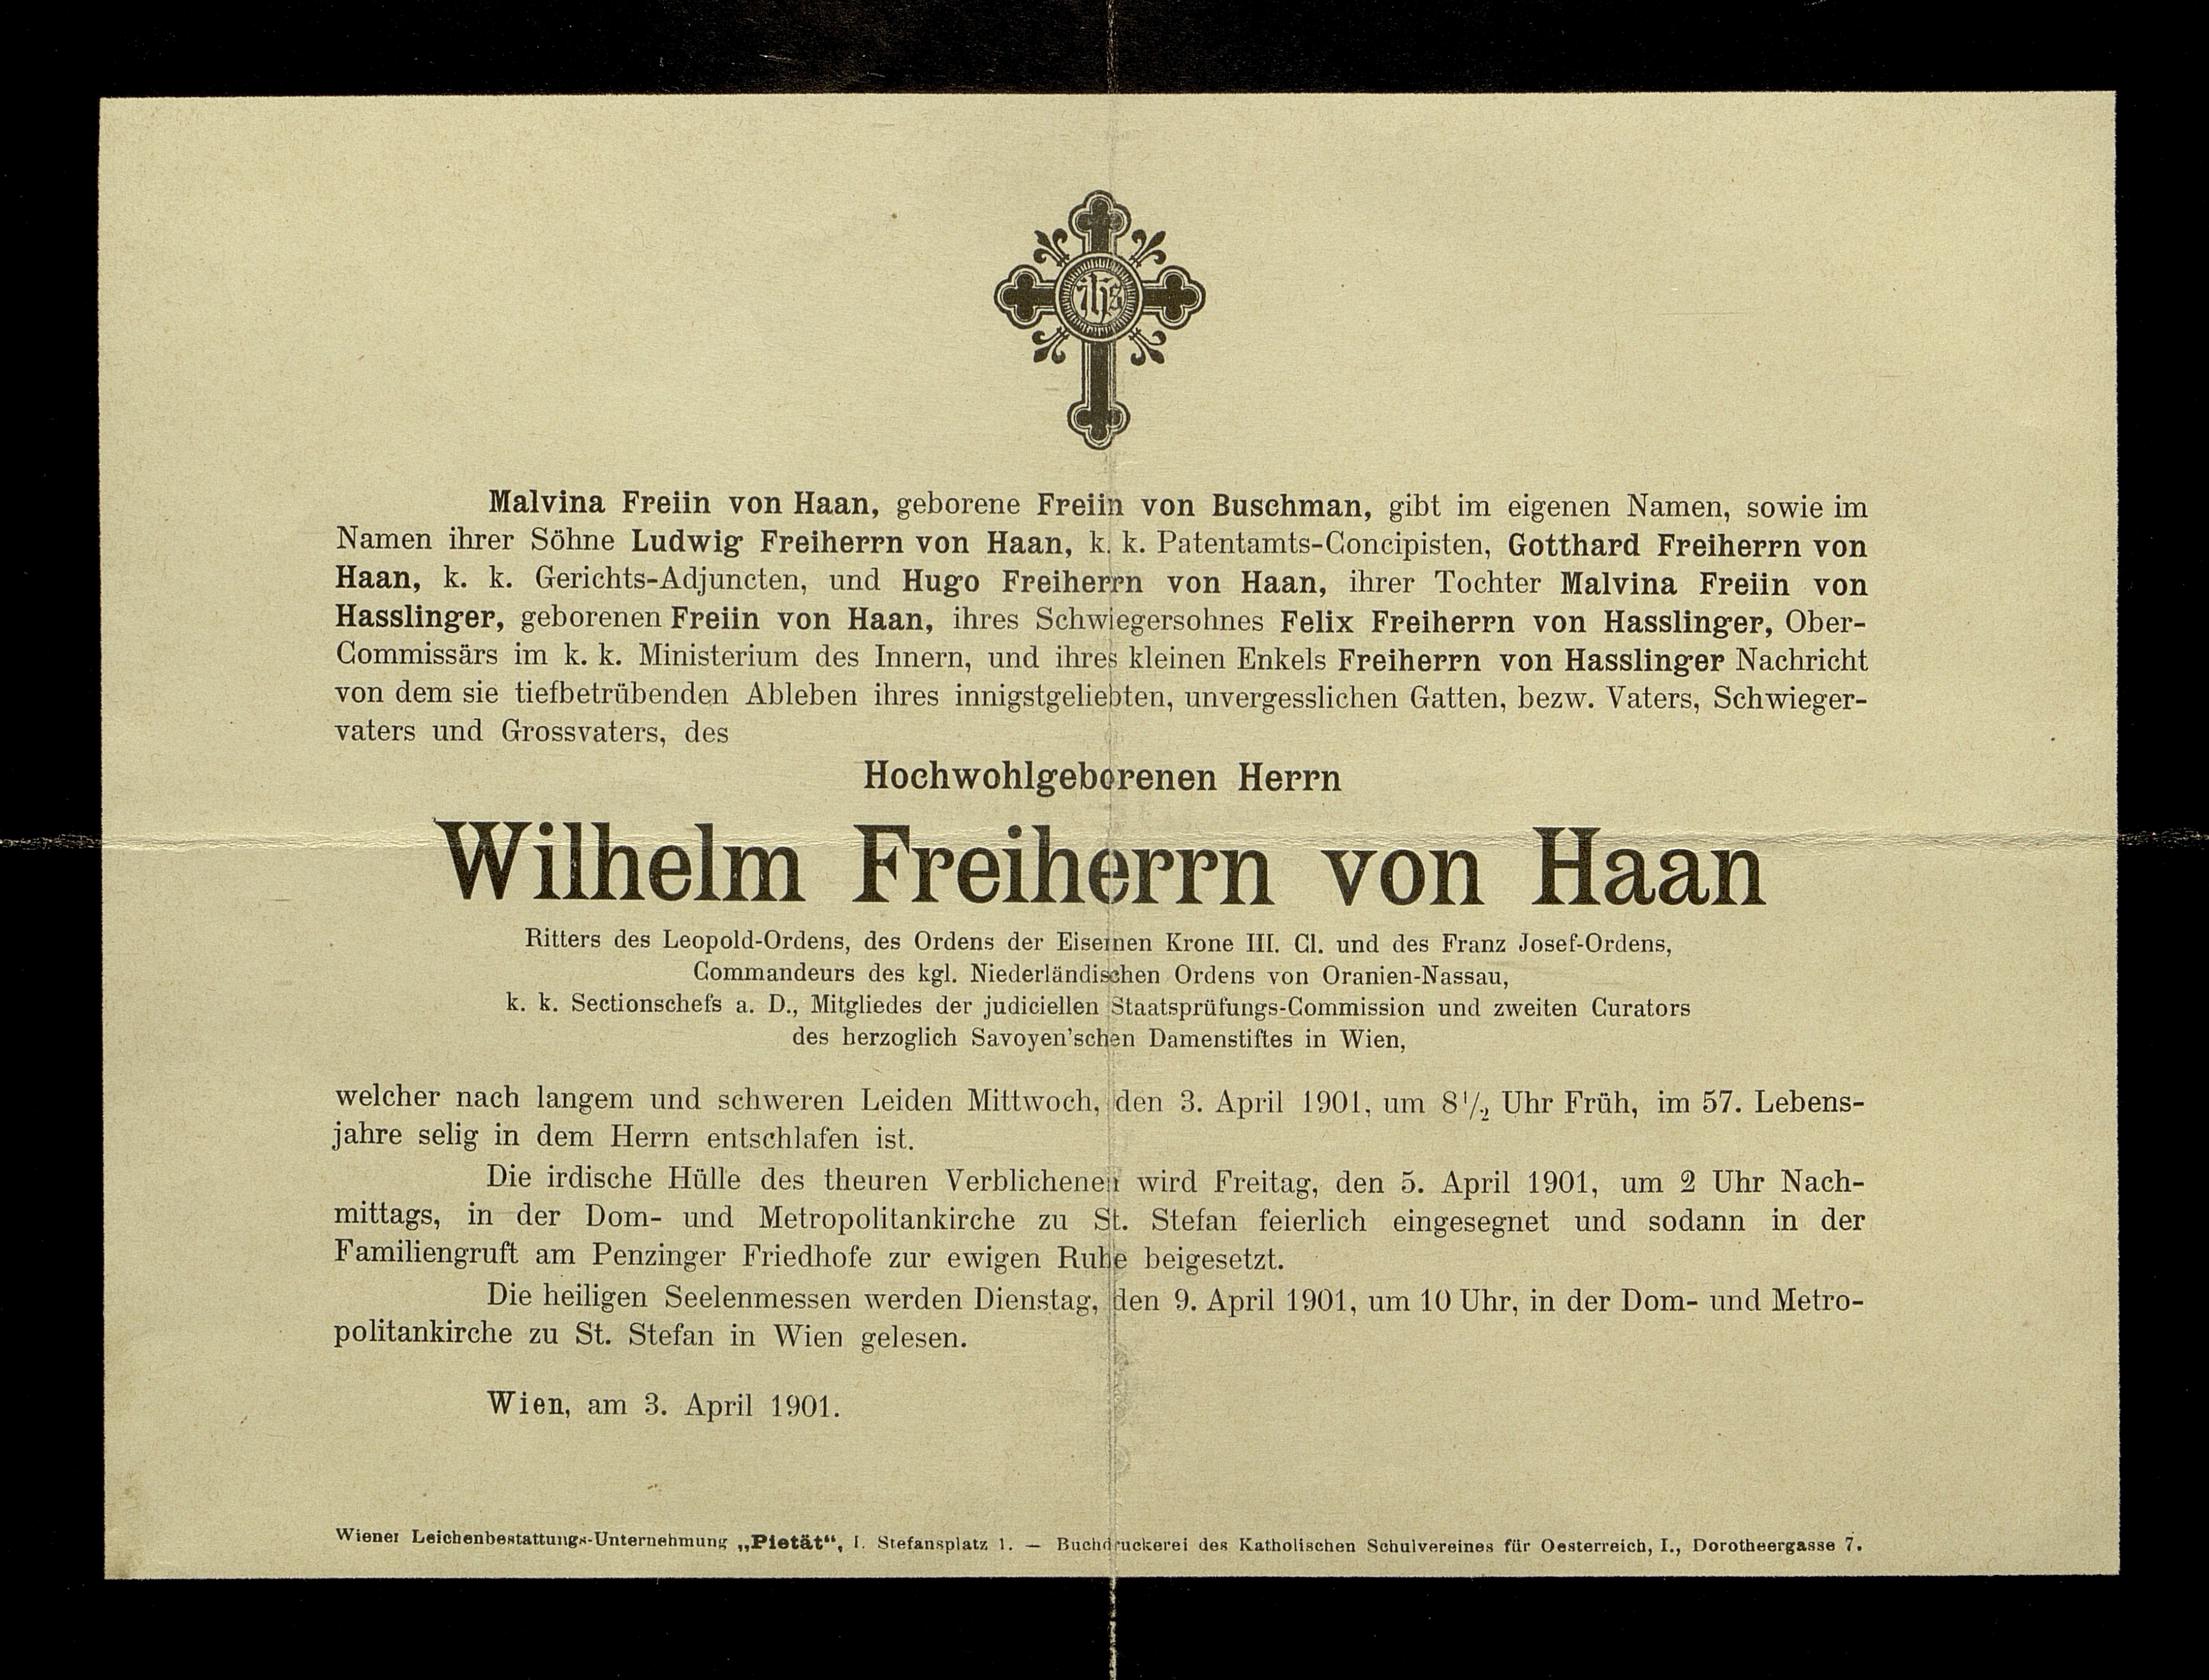 ihs
Malvina Freiin von Haan, geborene Freiin von Buschman, gibt im eigenen Namen, sowie im
Namen ihrer Söhne Ludwig Freiherrn von Haan, k. k. Patentamts-Concipisten, Gotthard Freiherrn von
Haan, k. k. Gerichts-Adjuncten, und Hugo Freiherrn von Haan, ihrer Tochter Malvina Freiin von
Hasslinger, geborenen Freiin von Haan, ihres Schwiegersohnes Felix Freiherrn von Hasslinger, Ober-
Commissärs im k. k. Ministerium des Innern, und ihres kleinen Enkels Freiherrn von Hasslinger Nachricht
von dem sie tiefbetrübenden Ableben ihres innigstgeliebten, unvergesslichen Gatten, bezw. Vaters, Schwieger-
vaters und Grossvaters, des
Hochwohlgeborenen Herrn
Wilhelm Freiherrn von Haan
Ritters des Leopold-Ordens, des Ordens der Eisernen Krone III. Cl. und des Franz Josef-Ordens,
Commandeurs des kgl. Niederländischen Ordens von Oranien-Nassau,
k. k. Sectionschefs a. D., Mitgliedes der judiciellen Staatsprüfungs-Commission und zweiten Curators
des herzoglich Savoyen'schen Damenstiftes in Wien,
welcher nach langem und schweren Leiden Mittwoch, den 3. April 1901, um 8 1/2 Uhr Früh, im 57. Lebens-
jahre selig in dem Herrn entschlafen ist.
Die irdische Hülle des theuren Verblichenen wird Freitag, den 5. April 1901, um 2 Uhr Nach-
mittags, in der Dom- und Metropolitankirche zu St. Stefan feierlich eingesegnet und sodann in der
Familiengruft am Penzinger Friedhofe zur ewigen Ruhe beigesetzt.
Die heiligen Seelenmessen werden Dienstag, den 9. April 1901, um 10 Uhr, in der Dom- und Metro-
politankirche zu St. Stefan in Wien gelesen.
Wien, am 3. April 1901.
Wiener Leichenbestattungs-Unternehmung „Pietät“, I. Stefansplatz 1. — Buchdruckerei des Katholischen Schulvereines für Oesterreich, I., Dorotheergasse 7.